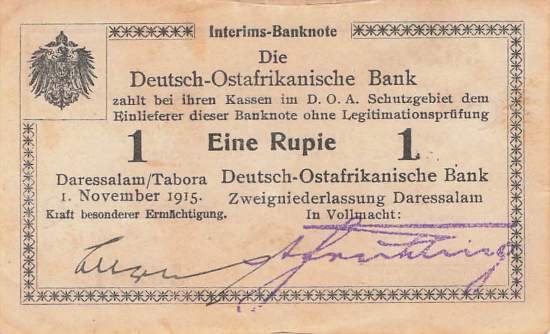 Interims-Banknote
Die
Deutsch-Ostafrikanische Bank
zahlt bei ihren Kassen im D. O. A. Schutzgebiet dem
Einlieferer dieser Banknote ohne Legitimationsprüfung
1 Eine Rupie 1
Daressalam/Tabora Deutsch-Ostafrikanische Bank
1. November 1915. Zweigniederlassung Daressalam
Kraft besonderer Ermächtigung. In Vollmacht: